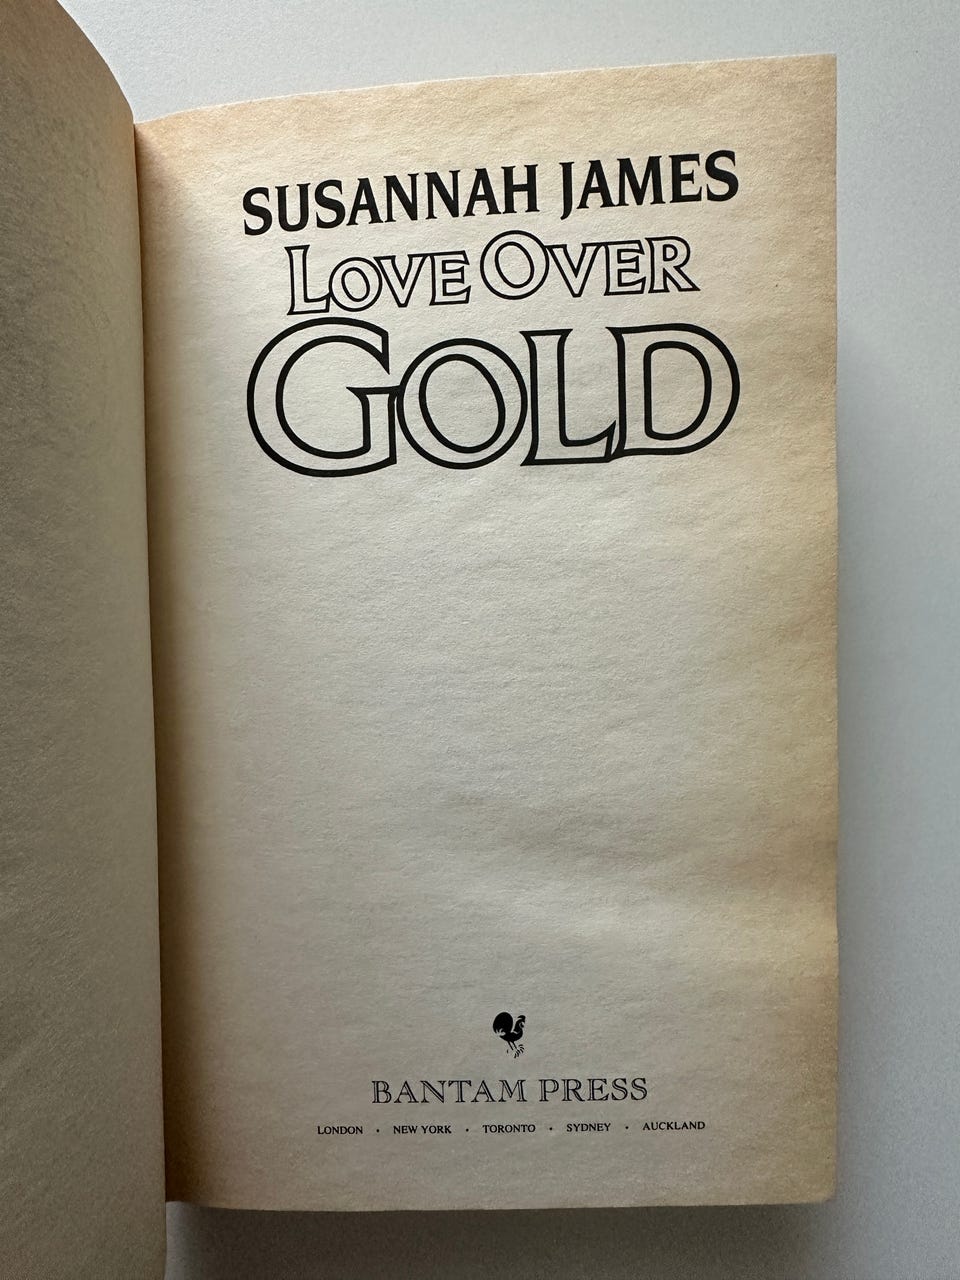 SUSANNAH JAMES
LOVE OVER
GOLD
BANTAM PRESS
LONDON · NEW YORK · TORONTO · SYDNEY · AUCKLAND